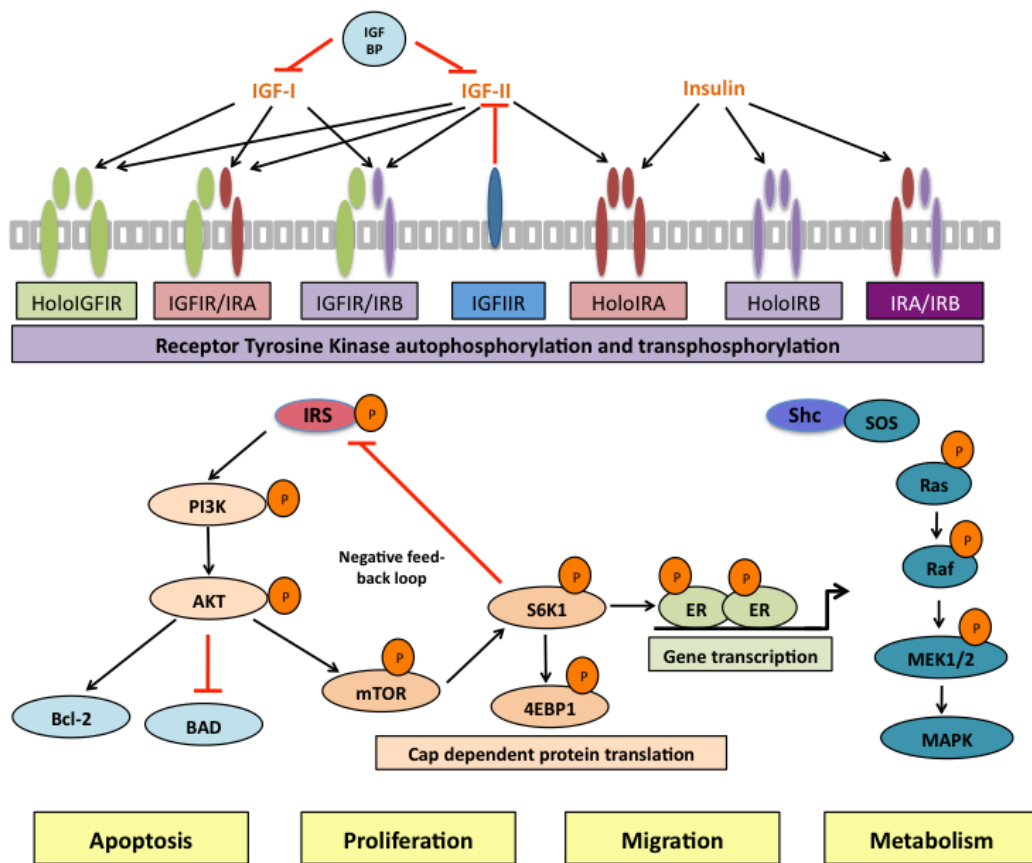 IGF
BP
IGF-I
IGF-II
Insulin
HoloIGFIR
IGFIR/IRA
IGFIR/IRB
IGFIIR
HoloIRA
HoloIRB
IRA/IRB
Receptor Tyrosine Kinase autophosphorylation and transphosphorylation
IRS
P
Shc
SOS
P
Ras
PI3K
P
P
Raf
Negative feed-
back loop
AKT
P
P
S6K1
P
P
ER
ER
Gene transcription
P
MEK1/2
P
mTOR
P
4EBP1
Bcl-2
BAD
MAPK
Cap dependent protein translation
Apoptosis
Proliferation
Migration
Metabolism